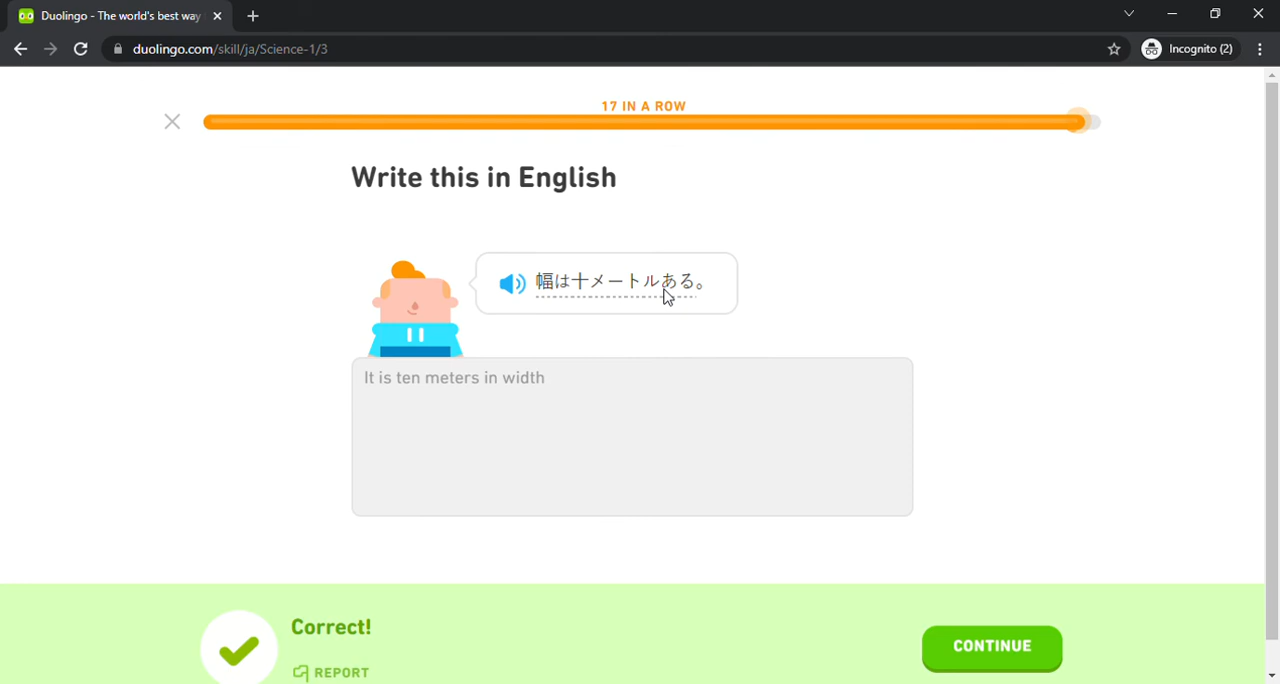 Duolingo - The world's best way
duolingo.com/skill/ja/Science-1/3
Incognito (2)
17 IN A ROW
Write this in English
幅は十メートルある。
It is ten meters in width
Correct!
REPORT
CONTINUE